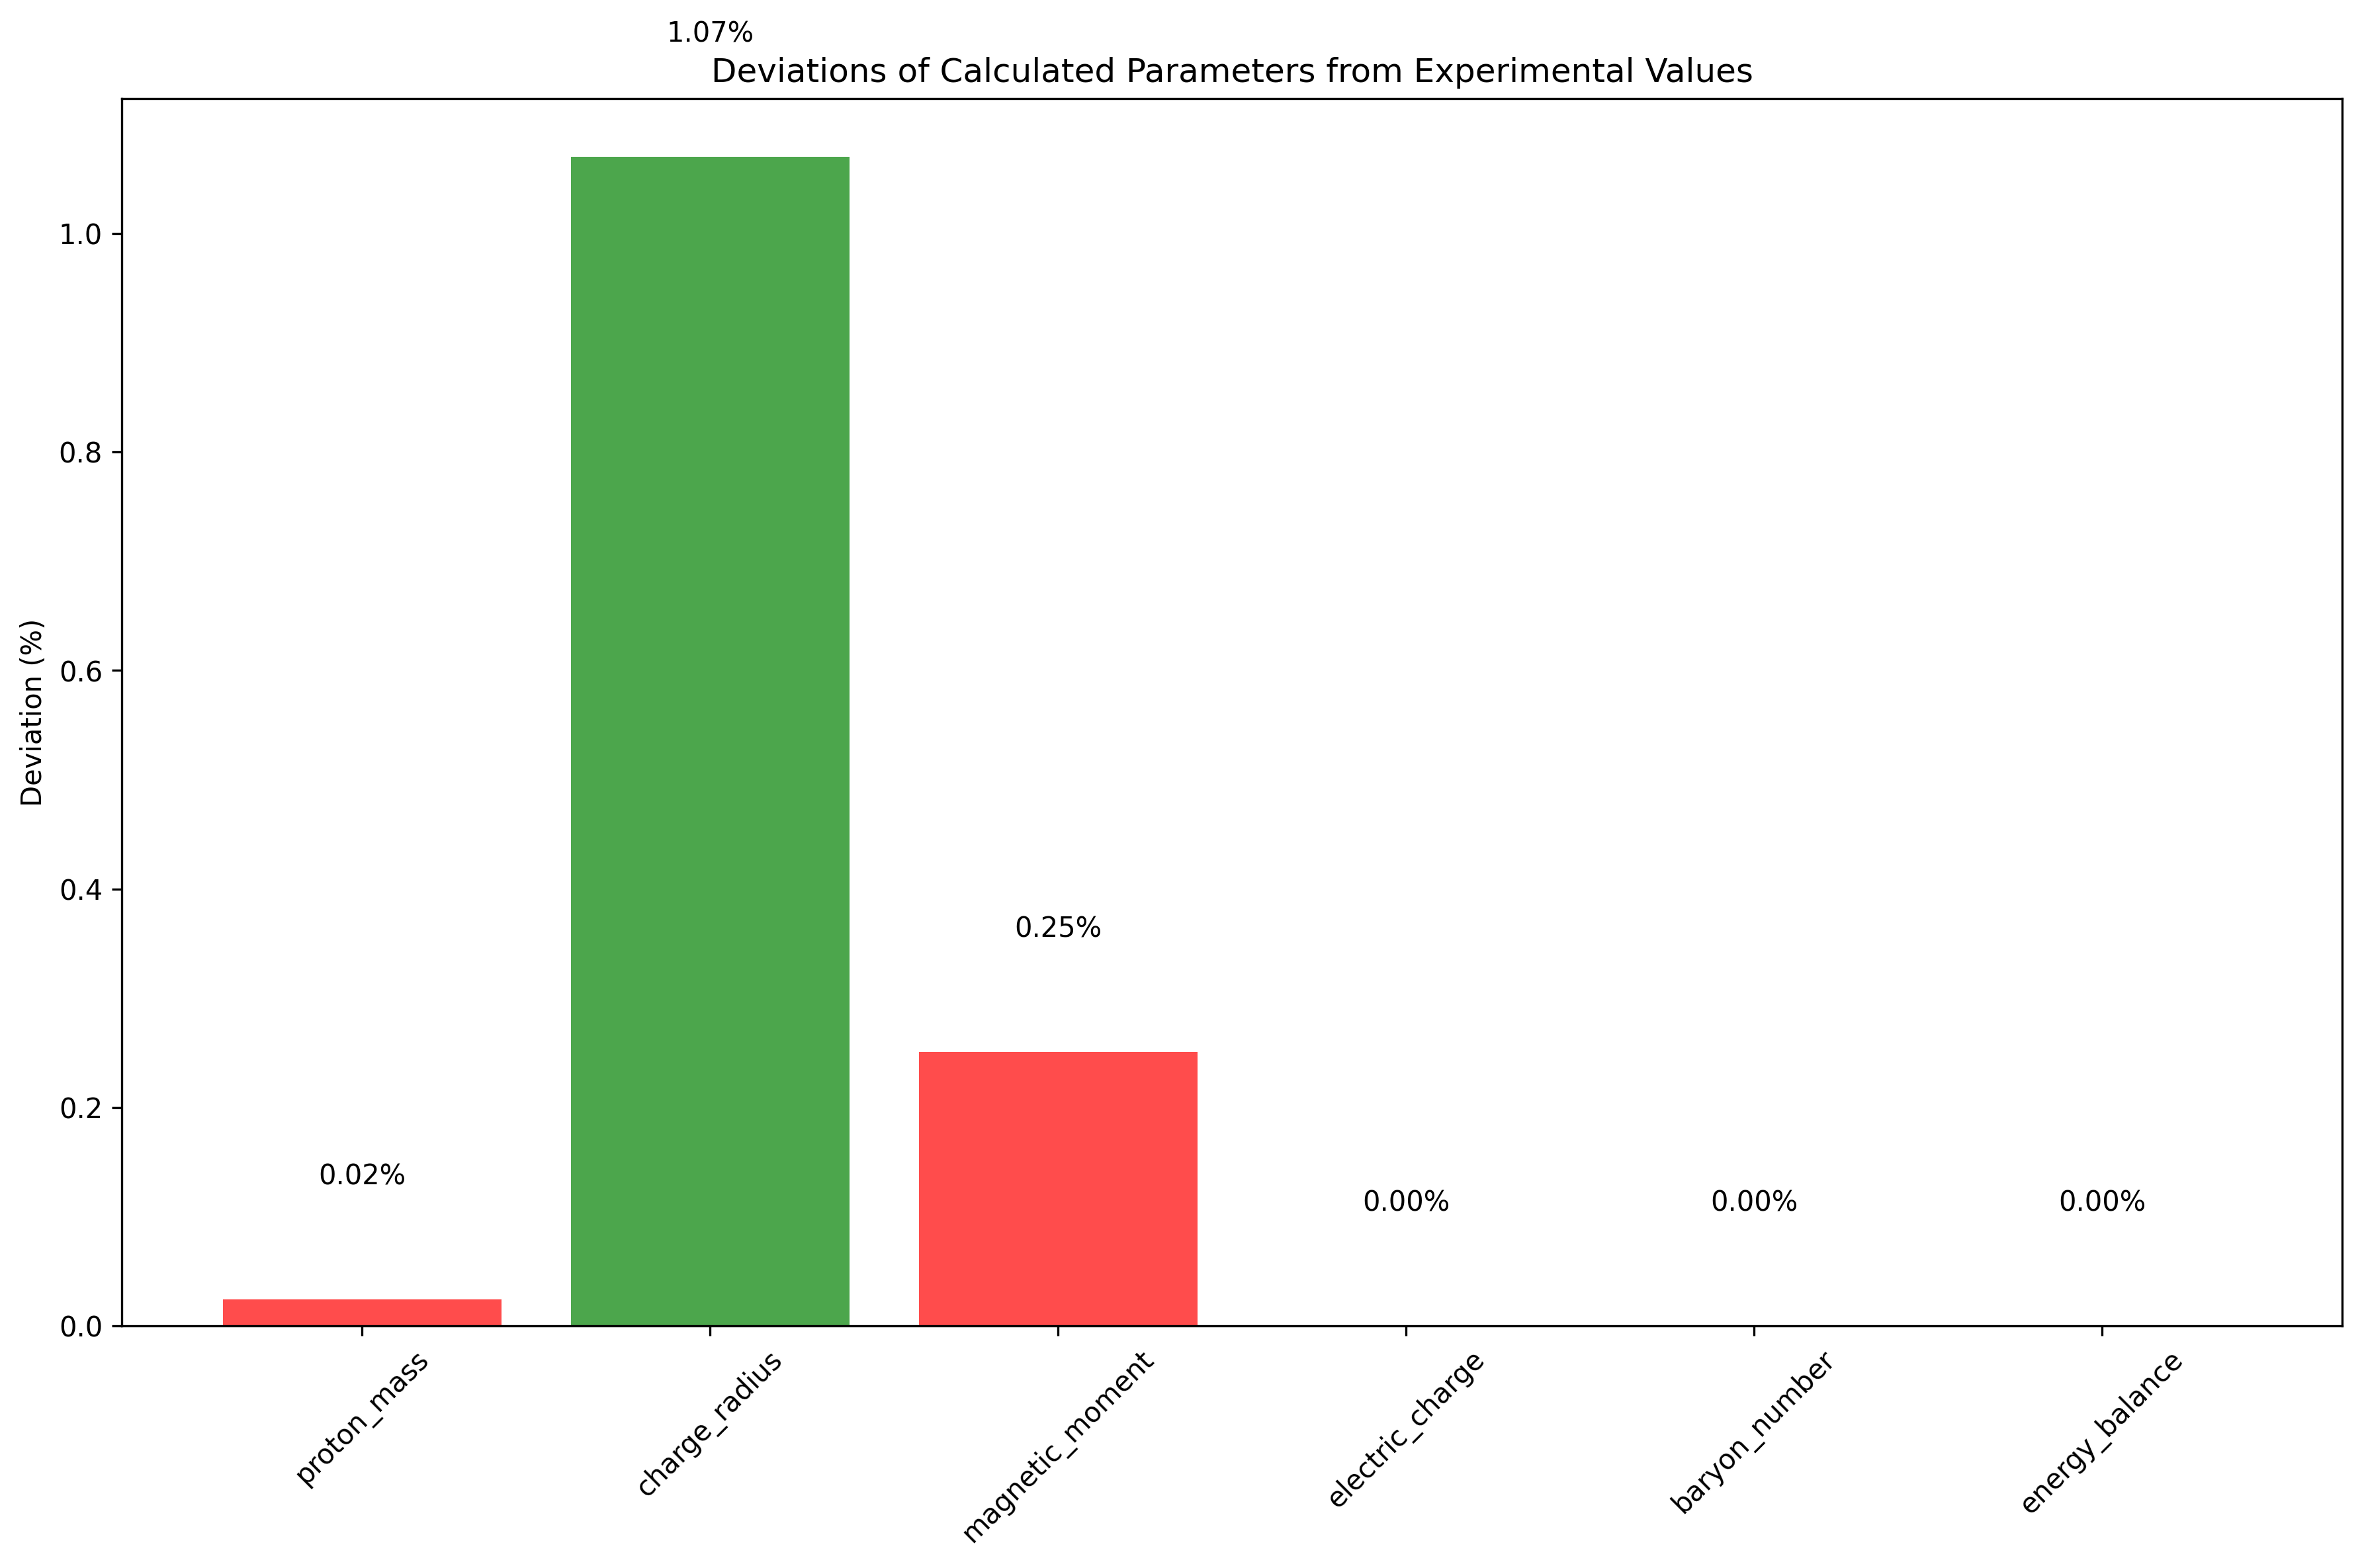 1.07%
Deviations of Calculated Parameters from Experimental Values
Deviation (%)
1.0
0.8
0.6
0.4
0.2
0.0
0.02%
0.25%
0.00%
0.00%
0.00%
proton_mass
charge_radius
magnetic_moment
electric_charge
baryon_number
energy_balance